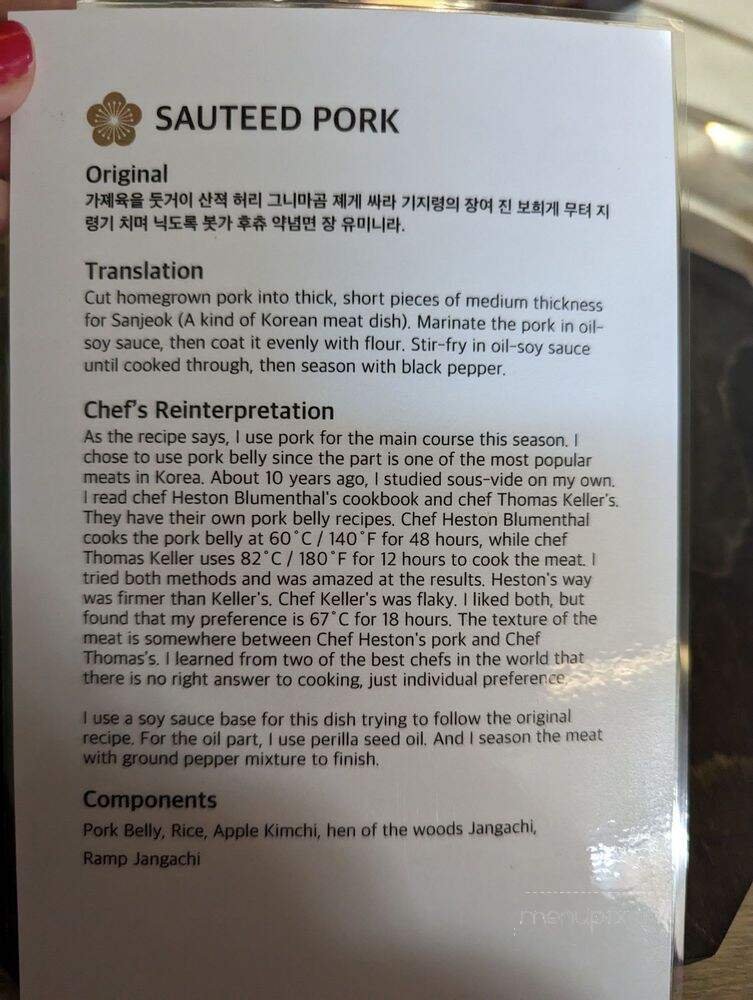 SAUTEED PORK
Original
가졔육을 둣거이 산젹 허리 그니마곰 제게 싸라 기지령의 장여 진 보희게 무텨 지
령기 치며 닉도록 봇가 후츄 약념면 장 유미니라.
Translation
Cut homegrown pork into thick, short pieces of medium thickness
for Sanjeok (A kind of Korean meat dish). Marinate the pork in oil-
soy sauce, then coat it evenly with flour. Stir-fry in oil-soy sauce
until cooked through, then season with black pepper.
Chef's Reinterpretation
As the recipe says, I use pork for the main course this season. I
chose to use pork belly since the part is one of the most popular
meats in Korea. About 10 years ago, I studied sous-vide on my own.
I read chef Heston Blumenthal's cookbook and chef Thomas Keller's.
They have their own pork belly recipes. Chef Heston Blumenthal
cooks the pork belly at 60˚C / 140˚F for 48 hours, while chef
Thomas Keller uses 82˚C / 180˚F for 12 hours to cook the meat. I
tried both methods and was amazed at the results. Heston's way
was firmer than Keller's. Chef Keller's was flaky. I liked both, but
found that my preference is 67˚C for 18 hours. The texture of the
meat is somewhere between Chef Heston's pork and Chef
Thomas's. I learned from two of the best chefs in the world that
there is no right answer to cooking, just individual preference.
I use a soy sauce base for this dish trying to follow the original
recipe. For the oil part, I use perilla seed oil. And I season the meat
with ground pepper mixture to finish.
Components
Pork Belly, Rice, Apple Kimchi, hen of the woods Jangachi,
Ramp Jangachi
menupix